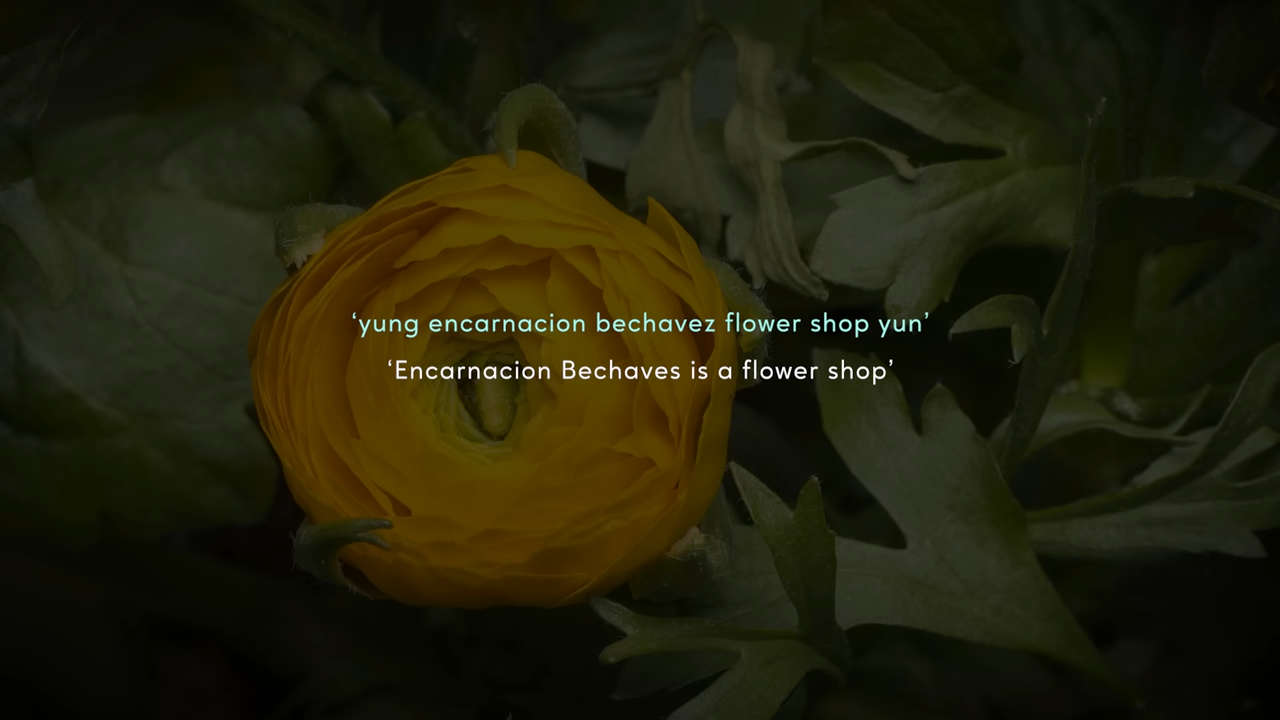 ‘yung encarnacion bechavez flower shop yun’
‘Encarnacion Bechaves is a flower shop’